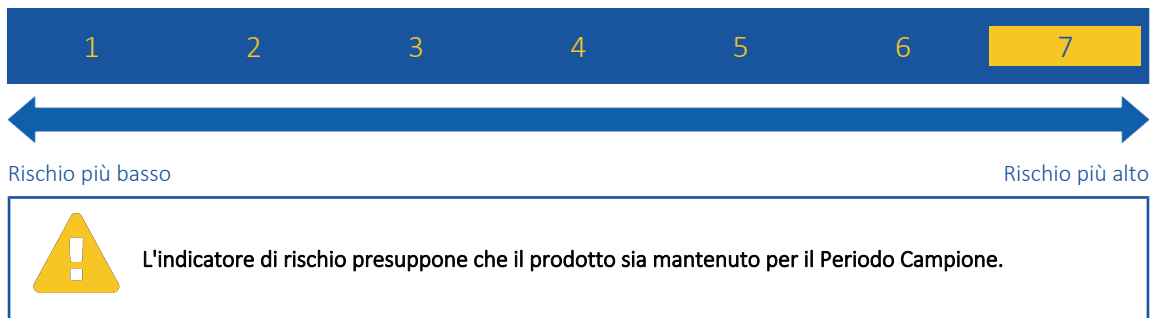 1 2 3 4 5 6 7
Rischio più basso Rischio più alto
L'indicatore di rischio presuppone che il prodotto sia mantenuto per il Periodo Campione.